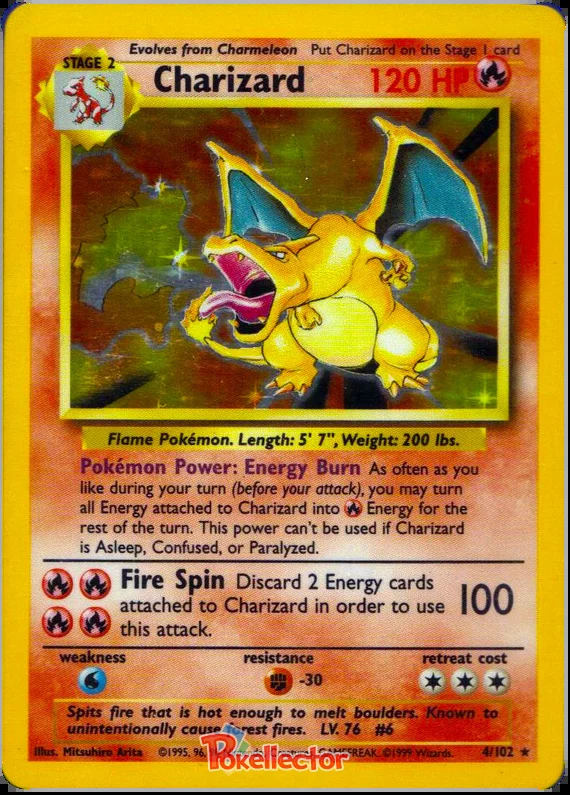 Evolves from Charmeleon Put Charizard on the Stage 1 card
STAGE 2
Charizard 120 HP
Flame Pokémon. Length: 5' 7", Weight: 200 lbs.
Pokémon Power: Energy Burn As often as you
like during your turn (before your attack), you may turn
all Energy attached to Charizard into Energy for the
rest of the turn. This power can't be used if Charizard
is Asleep, Confused, or Paralyzed.
Fire Spin Discard 2 Energy cards
attached to Charizard in order to use
this attack.
100
weakness resistance retreat cost
-30
Spits fire that is hot enough to melt boulders. Known to
unintentionally cause forest fires. LV. 76 #6
Illus. Mitsuhiro Arita ©1995, 96, GAMEFREAK. ©1999 Wizards. 4/102 ★
Pokellector